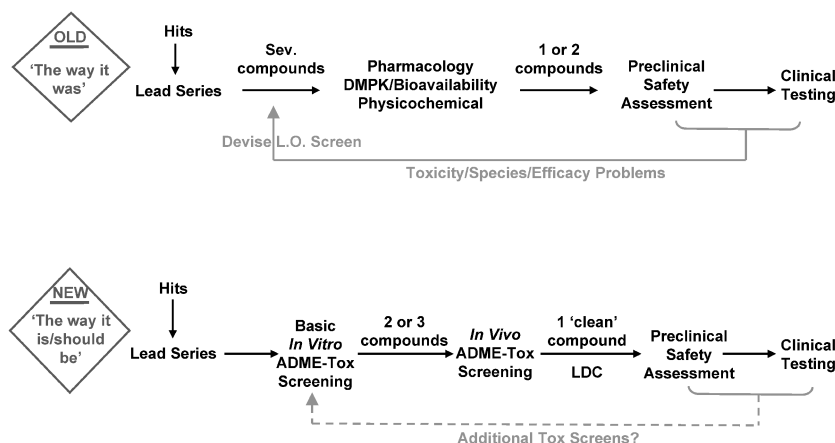 OLD
'The way it
was'
Hits
Lead Series
Sev.
compounds
Pharmacology
DMPK/Bioavailability
Physicochemical
1 or 2
compounds
Preclinical
Safety
Assessment
Clinical
Testing
Devise L.O. Screen
Toxicity/Species/Efficacy Problems
NEW
'The way it
is/should
be'
Hits
Lead Series
Basic
In Vitro
ADME-Tox
Screening
2 or 3
compounds
In Vivo
ADME-Tox
Screening
1 'clean'
compound
LDC
Preclinical
Safety
Assessment
Clinical
Testing
Additional Tox Screens?